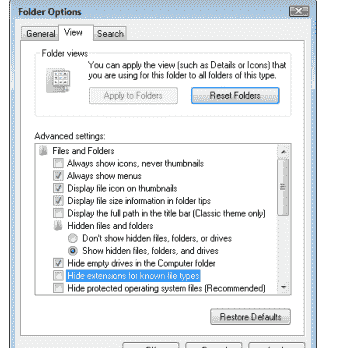 Folder Options
General View Search
Folder views
You can apply the view (such as Details or Icons) that
you are using for this folder to all folders of this type.
Apply to Folders Reset Folders
Advanced settings:
Files and Folders
Always show icons, never thumbnails
Always show menus
Display file icon on thumbnails
Display file size information in folder tips
Display the full path in the title bar (Classic theme only)
Hidden files and folders
Don't show hidden files, folders, or drives
Show hidden files, folders, and drives
Hide empty drives in the Computer folder
Hide extensions for known file types
Hide protected operating system files (Recommended)
Restore Defaults